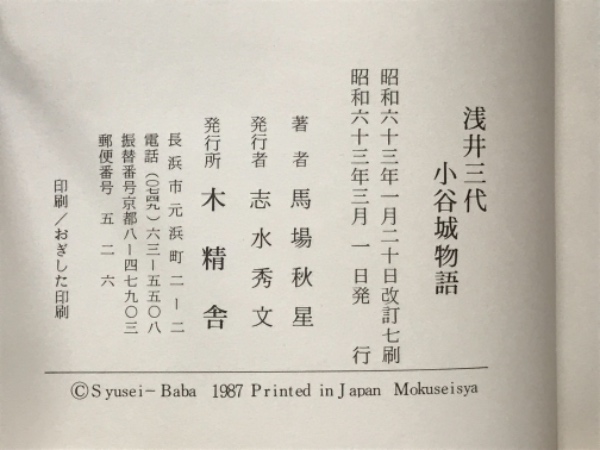 浅井三代
小谷城物語
昭和六十三年一月二十日改訂七刷
昭和六十三年三月一日発行
著者 馬場秋星
発行者 志水秀文
発行所 木精舎
長浜市元浜町二ー二
電話(〇七四九)六三ー五五〇八
振替番号京都八ー四七九〇三
郵便番号 五二六
印刷/おぎした印刷
©Syusei-Baba 1987 Printed in Japan Mokuseisya